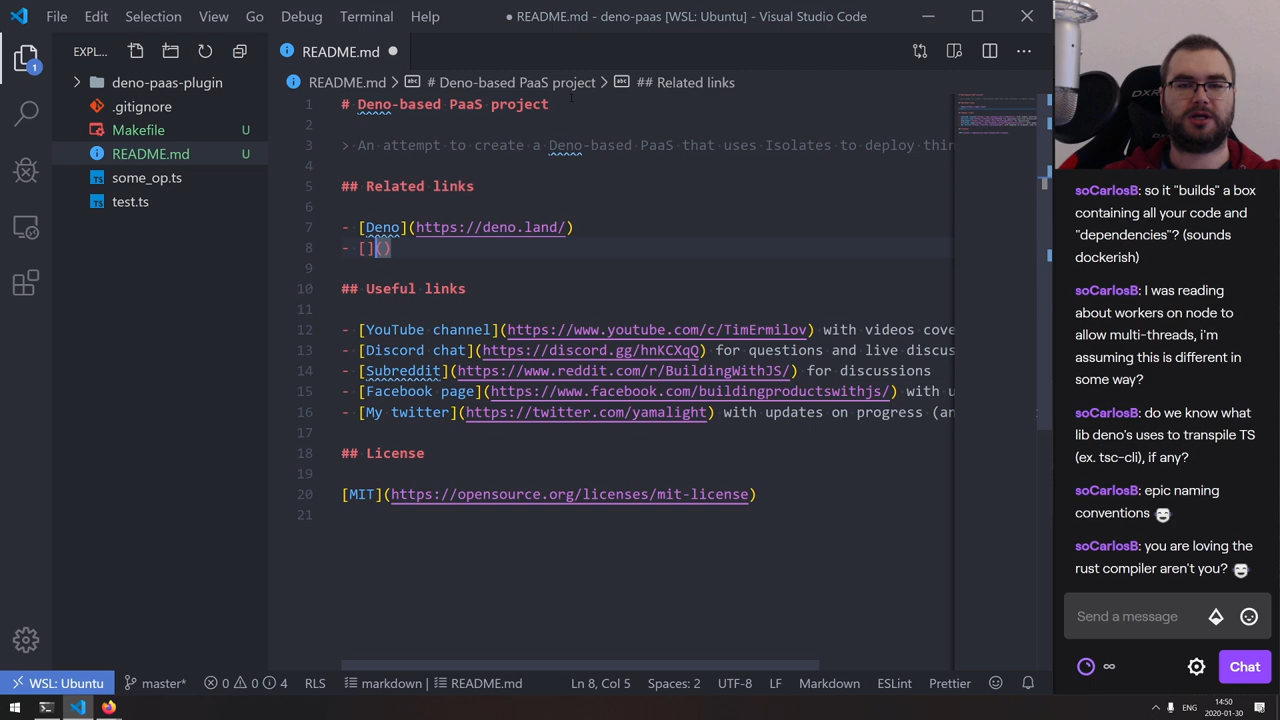 File Edit Selection View Go Debug Terminal Help
● README.md - deno-paas [WSL: Ubuntu] - Visual Studio Code
EXPL...
README.md
deno-paas-plugin
.gitignore
Makefile U
README.md U
some_op.ts
test.ts
1
README.md > # Deno-based PaaS project > ## Related links
1 # Deno-based PaaS project
2
3 > An attempt to create a Deno-based PaaS that uses Isolates to deploy thin
4
5 ## Related links
6
7 - [Deno](https://deno.land/)
8 - []()
9
10 ## Useful links
11
12 - [YouTube channel](https://www.youtube.com/c/TimErmilov) with videos cove
13 - [Discord chat](https://discord.gg/hnKCXqQ) for questions and live discus
14 - [Subreddit](https://www.reddit.com/r/BuildingWithJS/) for discussions
15 - [Facebook page](https://www.facebook.com/buildingproductswithjs/) with u
16 - [My twitter](https://twitter.com/yamalight) with updates on progress (an
17
18 ## License
19
20 [MIT](https://opensource.org/licenses/mit-license)
21
WSL: Ubuntu master* 0 0 4 RLS markdown | README.md Ln 8, Col 5 Spaces: 2 UTF-8 LF Markdown ESLint Prettier
DXR
soCarlosB: so it "builds" a box
containing all your code and
"dependencies"? (sounds
dockerish)
soCarlosB: I was reading
about workers on node to
allow multi-threads, i'm
assuming this is different in
some way?
soCarlosB: do we know what
lib deno's uses to transpile TS
(ex. tsc-cli), if any?
soCarlosB: epic naming
conventions
soCarlosB: you are loving the
rust compiler aren't you?
Send a message
∞
Chat
ENG
14:50
2020-01-30